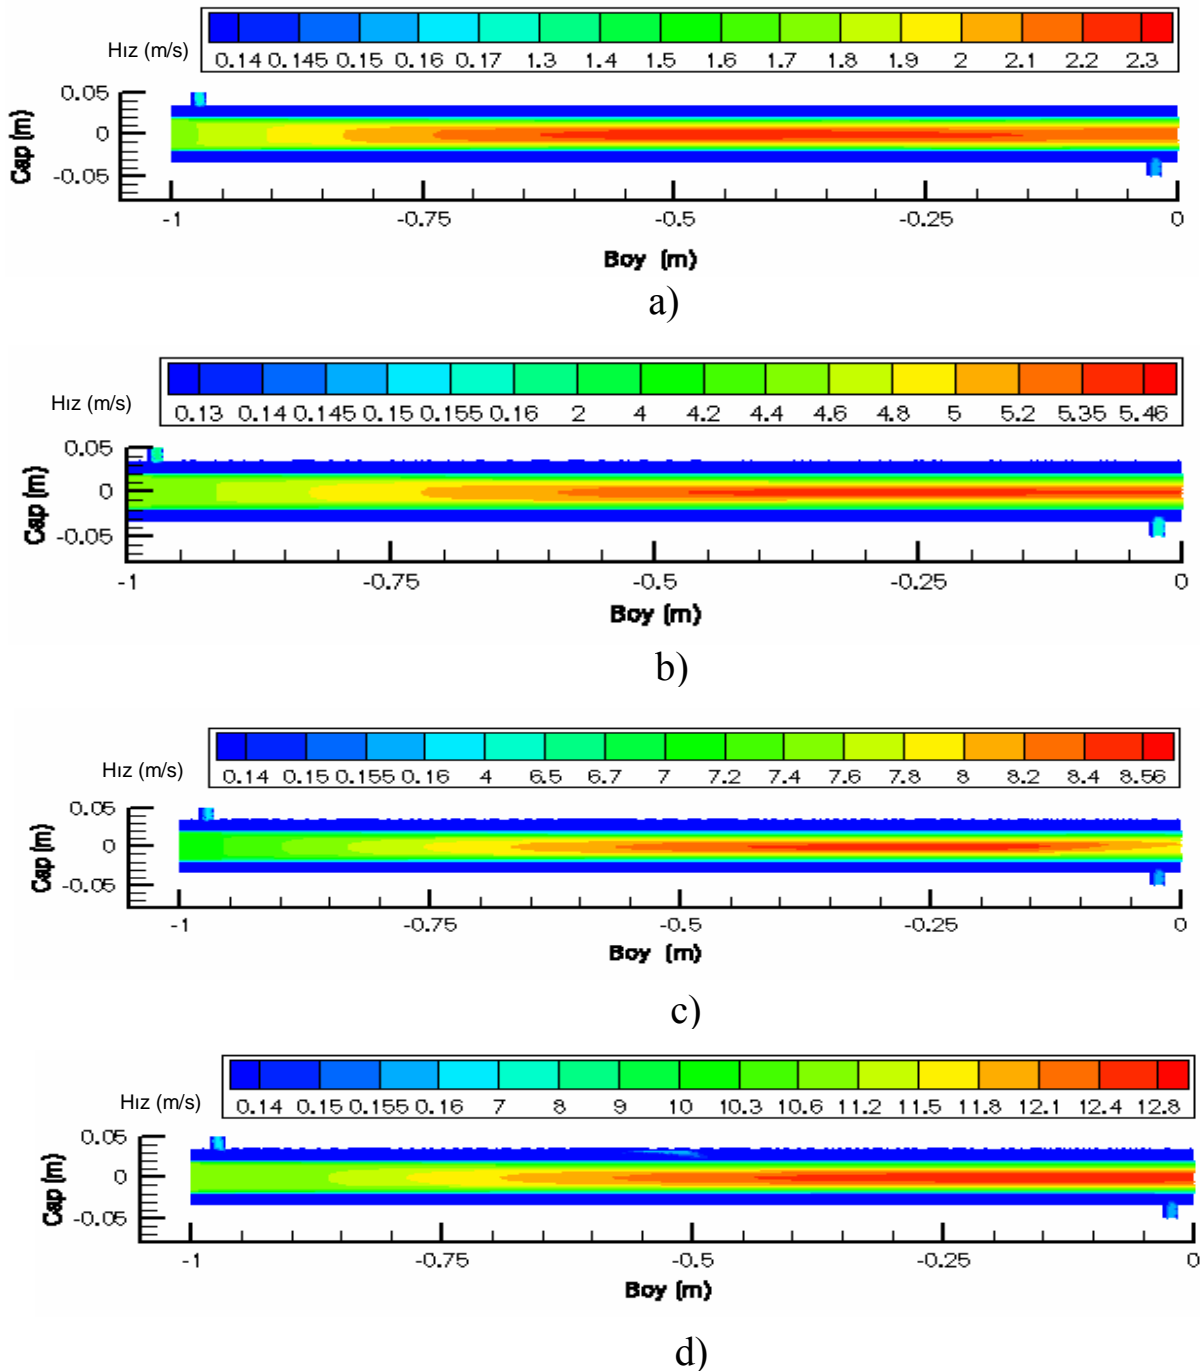 Hız (m/s)
0.14 0.145 0.15 0.16 0.17 1.3 1.4 1.5 1.6 1.7 1.8 1.9 2 2.1 2.2 2.3
0.05
0
-0.05
Cap (m)
-1 -0.75 -0.5 -0.25 0
Boy (m)
a)
Hız (m/s)
0.13 0.14 0.145 0.15 0.155 0.16 2 4 4.2 4.4 4.6 4.8 5 5.2 5.35 5.46
0.05
0
-0.05
Cap (m)
-1 -0.75 -0.5 -0.25 0
Boy (m)
b)
Hız (m/s)
0.14 0.15 0.155 0.16 4 6.5 6.7 7 7.2 7.4 7.6 7.8 8 8.2 8.4 8.56
0.05
0
-0.05
Cap (m)
-1 -0.75 -0.5 -0.25 0
Boy (m)
c)
Hız (m/s)
0.14 0.15 0.155 0.16 7 8 9 10 10.3 10.6 11.2 11.5 11.8 12.1 12.4 12.8
0.05
0
-0.05
Cap (m)
-1 -0.75 -0.5 -0.25 0
Boy (m)
d)